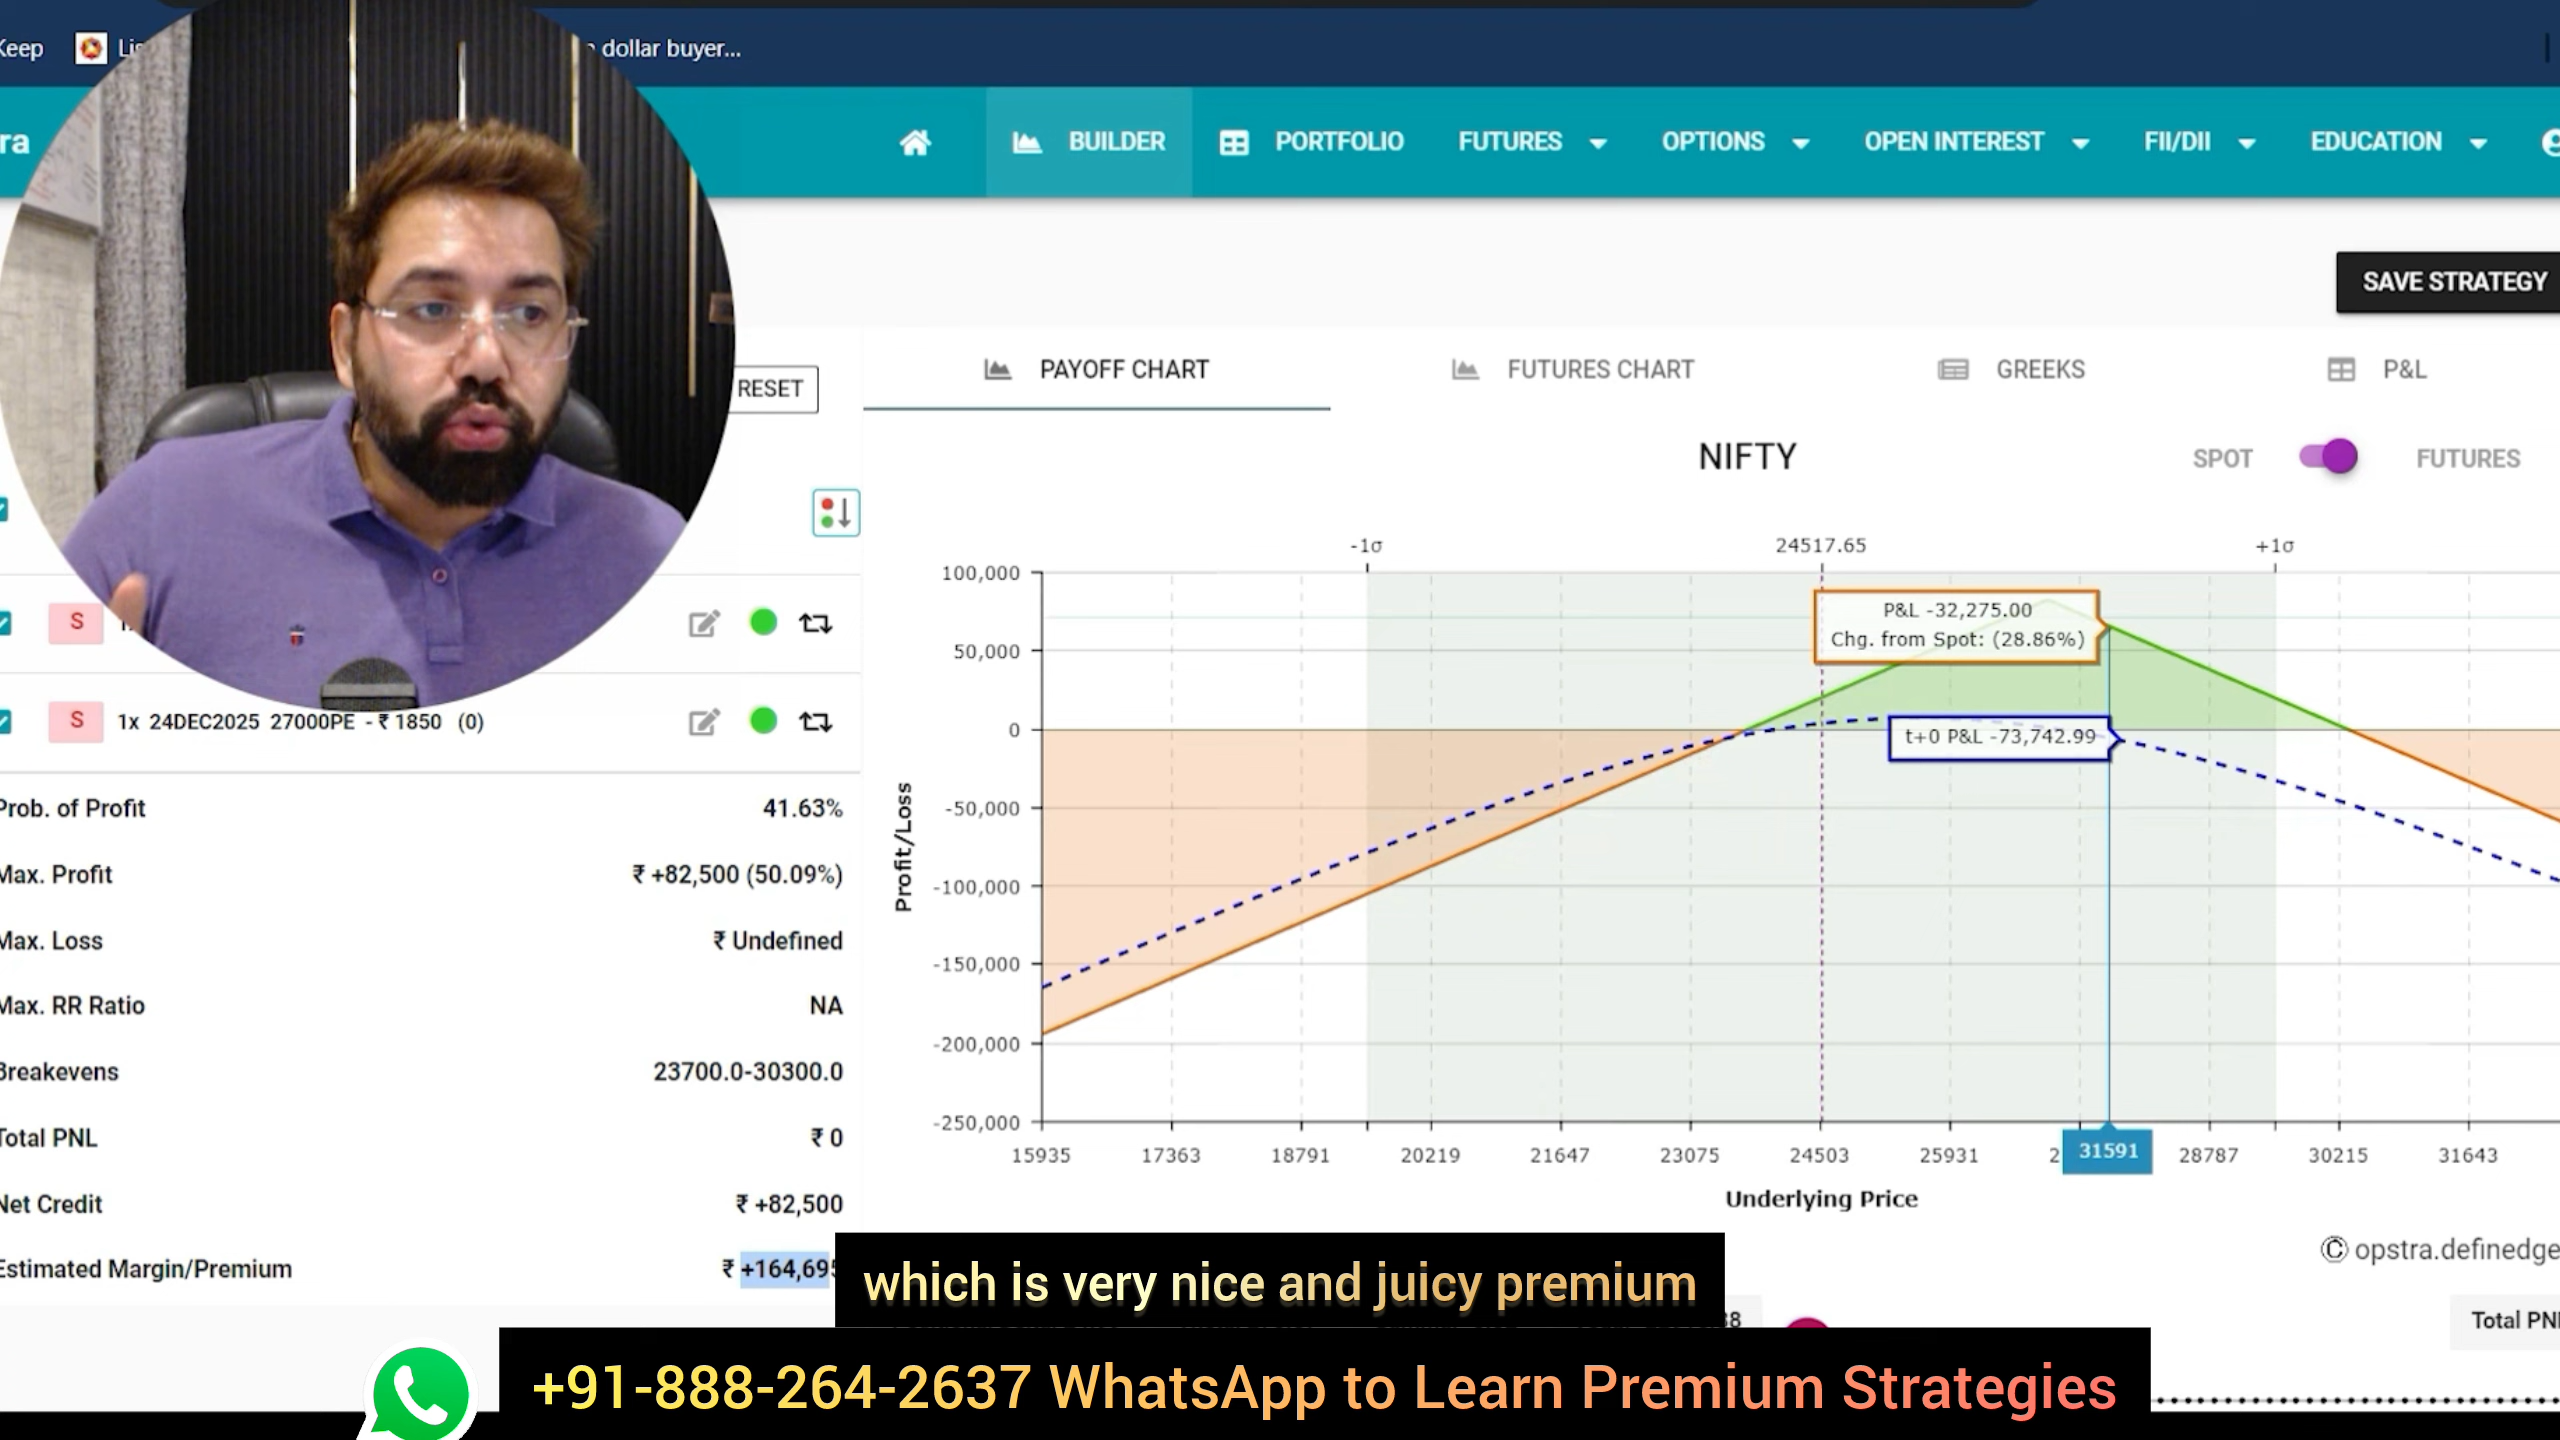 Keep
dollar buyer...
ra
BUILDER
PORTFOLIO
FUTURES
OPTIONS
OPEN INTEREST
FII/DII
EDUCATION
SAVE STRATEGY
RESET
PAYOFF CHART
FUTURES CHART
GREEKS
P&L
NIFTY
SPOT
FUTURES
S
S 1x 24DEC2025 27000PE - ₹ 1850 (0)
Prob. of Profit 41.63%
Max. Profit ₹ +82,500 (50.09%)
Max. Loss ₹ Undefined
Max. RR Ratio NA
Breakevens 23700.0-30300.0
Total PNL ₹ 0
Net Credit ₹ +82,500
Estimated Margin/Premium ₹ +164,695
-1σ 24517.65 +1σ
100,000
50,000
0
-50,000
-100,000
-150,000
-200,000
-250,000
Profit/Loss
P&L -32,275.00
Chg. from Spot: (28.86%)
t+0 P&L -73,742.99
15935 17363 18791 20219 21647 23075 24503 25931 2 31591 28787 30215 31643
Underlying Price
© opstra.definedge
Total PNL
which is very nice and juicy premium
+91-888-264-2637 WhatsApp to Learn Premium Strategies